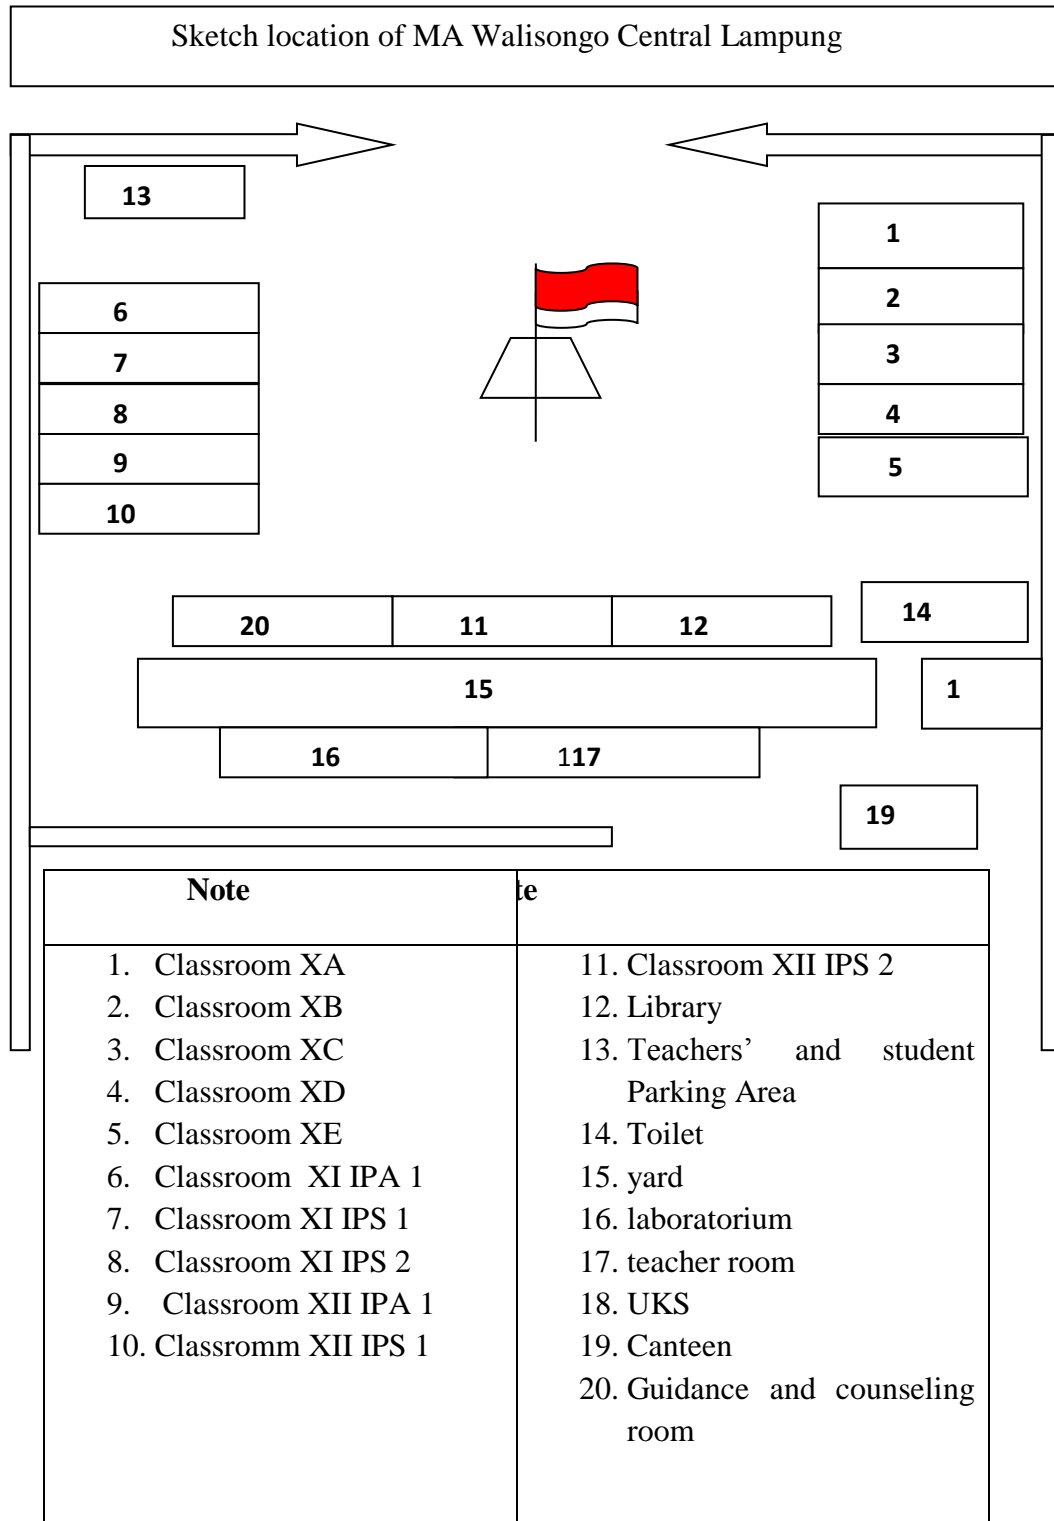 Sketch location of MA Walisongo Central Lampung
13
1
2
3
4
5
6
7
8
9
10
20
11
12
14
15
1
16
117
19
Note
te
1. Classroom XA
2. Classroom XB
3. Classroom XC
4. Classroom XD
5. Classroom XE
6. Classroom XI IPA 1
7. Classroom XI IPS 1
8. Classroom XI IPS 2
9. Classroom XII IPA 1
10. Classromm XII IPS 1
11. Classroom XII IPS 2
12. Library
13. Teachers’ and student
Parking Area
14. Toilet
15. yard
16. laboratorium
17. teacher room
18. UKS
19. Canteen
20. Guidance and counseling
room